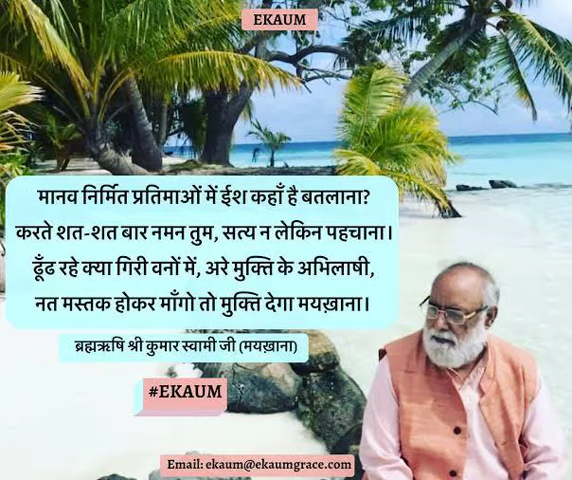 EKAUM
मानव निर्मित प्रतिमाओं में ईश कहाँ है बतलाना?
करते शत-शत बार नमन तुम, सत्य न लेकिन पहचाना।
ढूँढ रहे क्या गिरी वनों में, अरे मुक्ति के अभिलाषी,
नत मस्तक होकर माँगो तो मुक्ति देगा मयख़ाना।
ब्रह्मऋषि श्री कुमार स्वामी जी (मयख़ाना)
#EKAUM
Email: ekaum@ekaumgrace.com